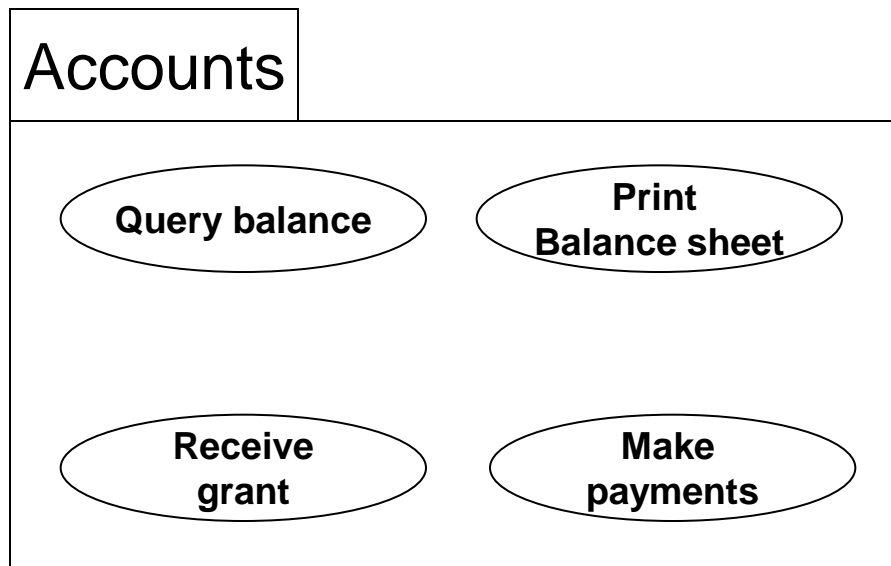 Accounts
Query balance
Print
Balance sheet
Receive
grant
Make
payments